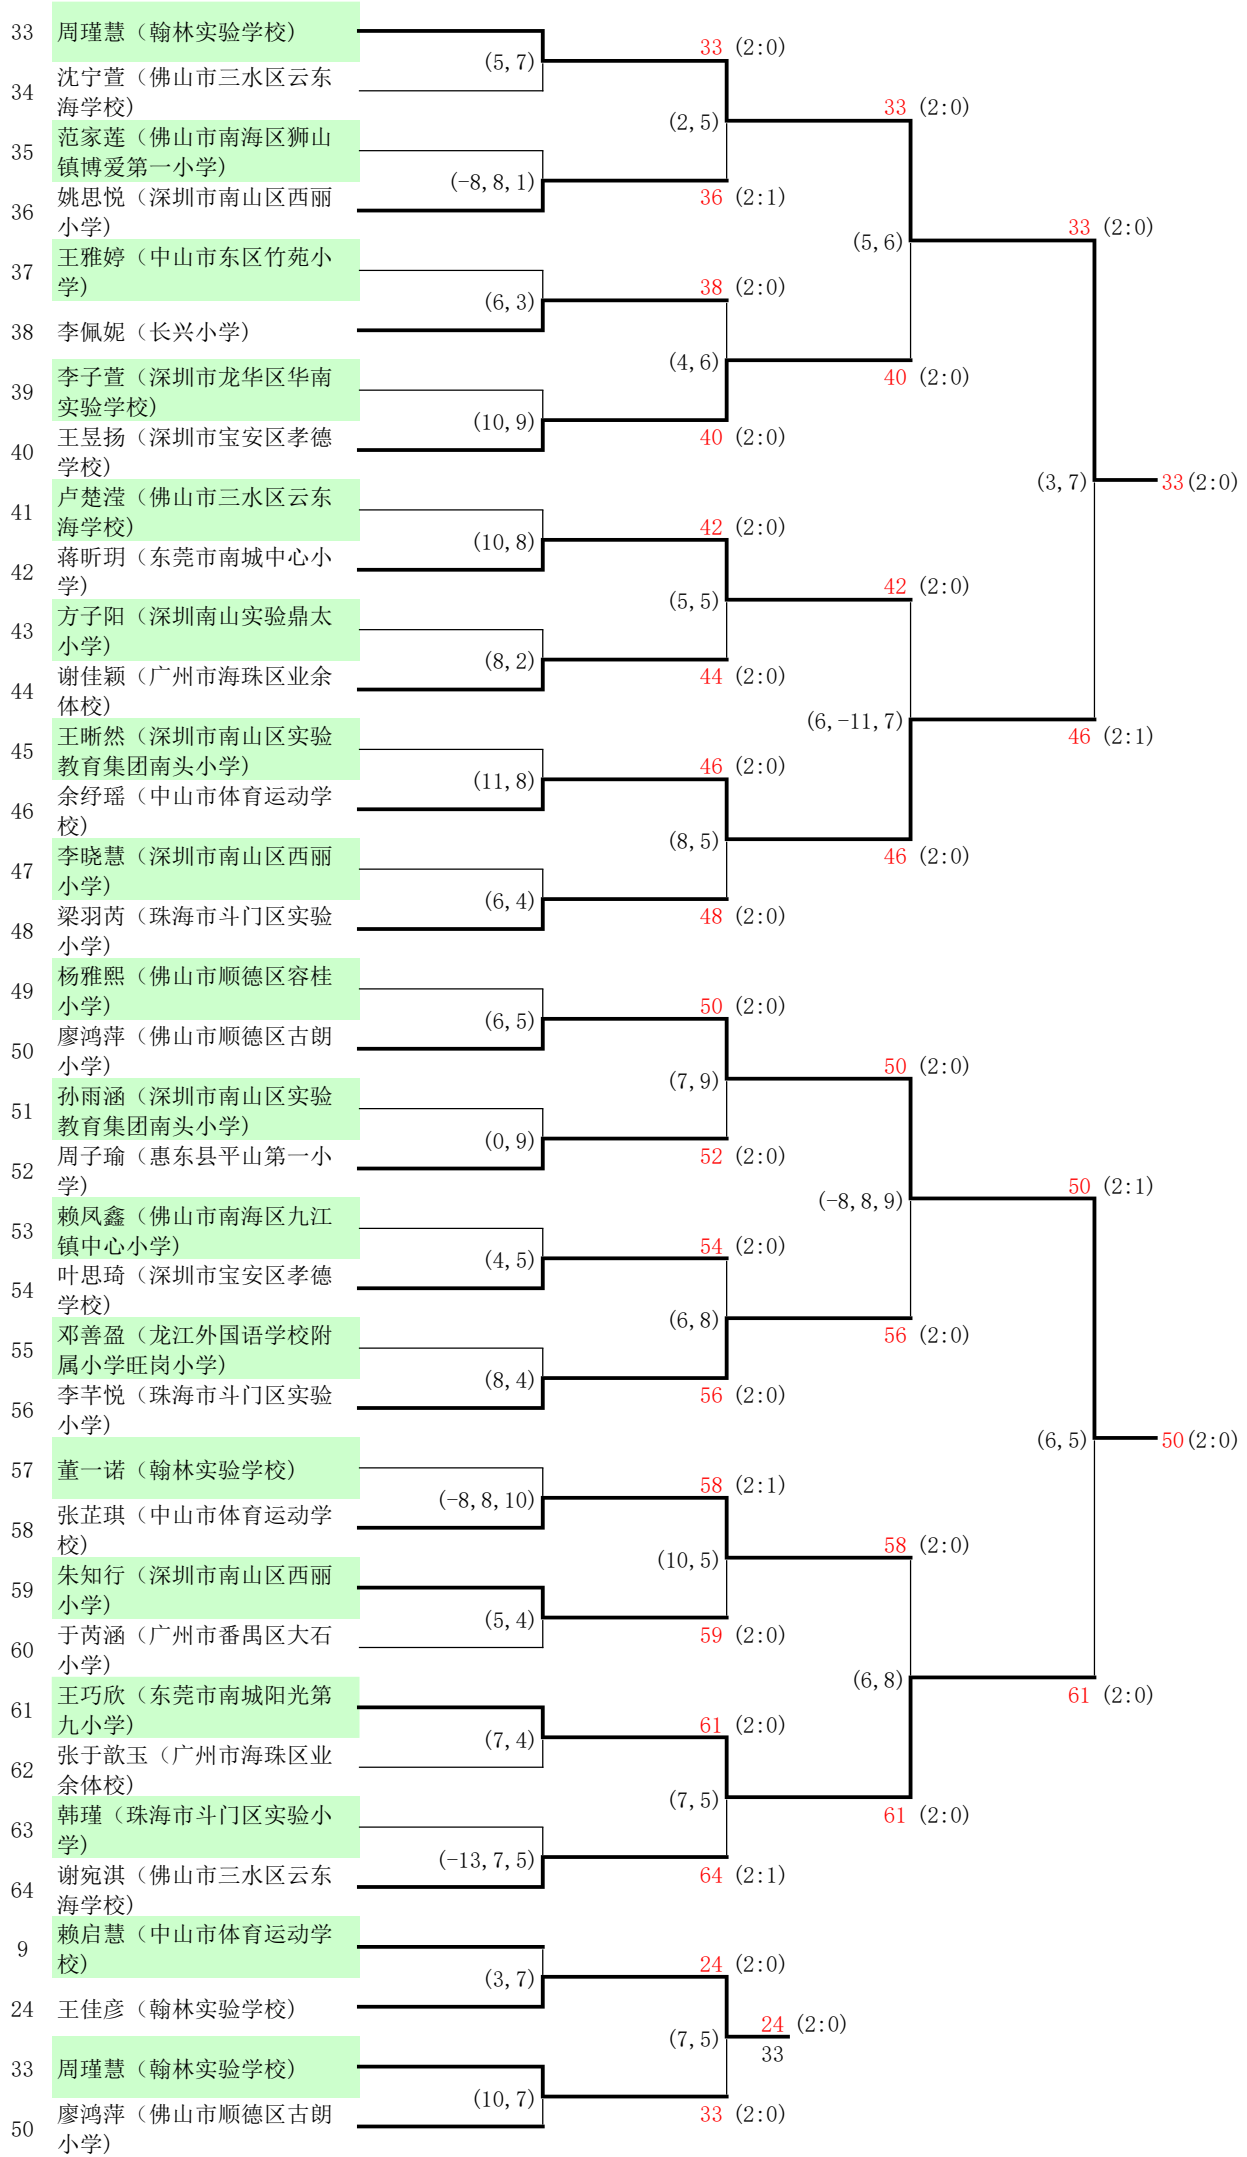 33 周瑾慧（翰林实验学校)
33 (2:0)
(5,7)
沈宁萱（佛山市三水区云东
34
海学校)
33 (2:0)
(2,5)
范家莲（佛山市南海区狮山
35
镇博爱第一小学)
(-8,8,1)
姚思悦（深圳市南山区西丽
36 (2:1)
36
小学)
33 (2:0)
(5,6)
王雅婷（中山市东区竹苑小
37
学)
38 (2:0)
(6,3)
38 李佩妮（长兴小学)
(4,6)
李子萱（深圳市龙华区华南
40 (2:0)
39
实验学校)
(10,9)
王昱扬（深圳市宝安区孝德
40 (2:0)
40
学校)
(3,7)
33(2:0)
卢楚滢（佛山市三水区云东
41
海学校)
42 (2:0)
(10,8)
蒋昕玥（东莞市南城中心小
42
学)
42 (2:0)
(5,5)
方子阳（深圳南山实验鼎太
43
小学)
(8,2)
谢佳颖（广州市海珠区业余
44 (2:0)
44
体校)
(6,-11,7)
王晰然（深圳市南山区实验
46 (2:1)
45
教育集团南头小学)
46 (2:0)
(11,8)
余纾瑶（中山市体育运动学
46
校)
(8,5)
李晓慧（深圳市南山区西丽
46 (2:0)
47
小学)
(6,4)
梁羽芮（珠海市斗门区实验
48 (2:0)
48
小学)
杨雅熙（佛山市顺德区容桂
49
小学)
50 (2:0)
(6,5)
廖鸿萍（佛山市顺德区古朗
50
小学)
50 (2:0)
(7,9)
孙雨涵（深圳市南山区实验
51
教育集团南头小学)
(0,9)
周子瑜（惠东县平山第一小
52 (2:0)
52
学)
50 (2:1)
(-8,8,9)
赖凤鑫（佛山市南海区九江
53
镇中心小学)
54 (2:0)
(4,5)
叶思琦（深圳市宝安区孝德
54
学校)
(6,8)
邓善盈（龙江外国语学校附
56 (2:0)
55
属小学旺岗小学)
(8,4)
李芊悦（珠海市斗门区实验
56 (2:0)
56
小学)
(6,5)
50(2:0)
57 董一诺（翰林实验学校)
58 (2:1)
(-8,8,10)
张芷琪（中山市体育运动学
58
校)
58 (2:0)
(10,5)
朱知行（深圳市南山区西丽
59
小学)
(5,4)
于芮涵（广州市番禺区大石
59 (2:0)
60
小学)
(6,8)
王巧欣（东莞市南城阳光第
61 (2:0)
61
九小学)
61 (2:0)
(7,4)
张于歆玉（广州市海珠区业
62
余体校)
(7,5)
韩瑾（珠海市斗门区实验小
61 (2:0)
63
学)
(-13,7,5)
谢宛淇（佛山市三水区云东
64 (2:1)
64
海学校)
赖启慧（中山市体育运动学
9
校)
24 (2:0)
(3,7)
24 王佳彦（翰林实验学校)
24 (2:0)
(7,5)
33
33 周瑾慧（翰林实验学校)
(10,7)
廖鸿萍（佛山市顺德区古朗
33 (2:0)
50
小学)